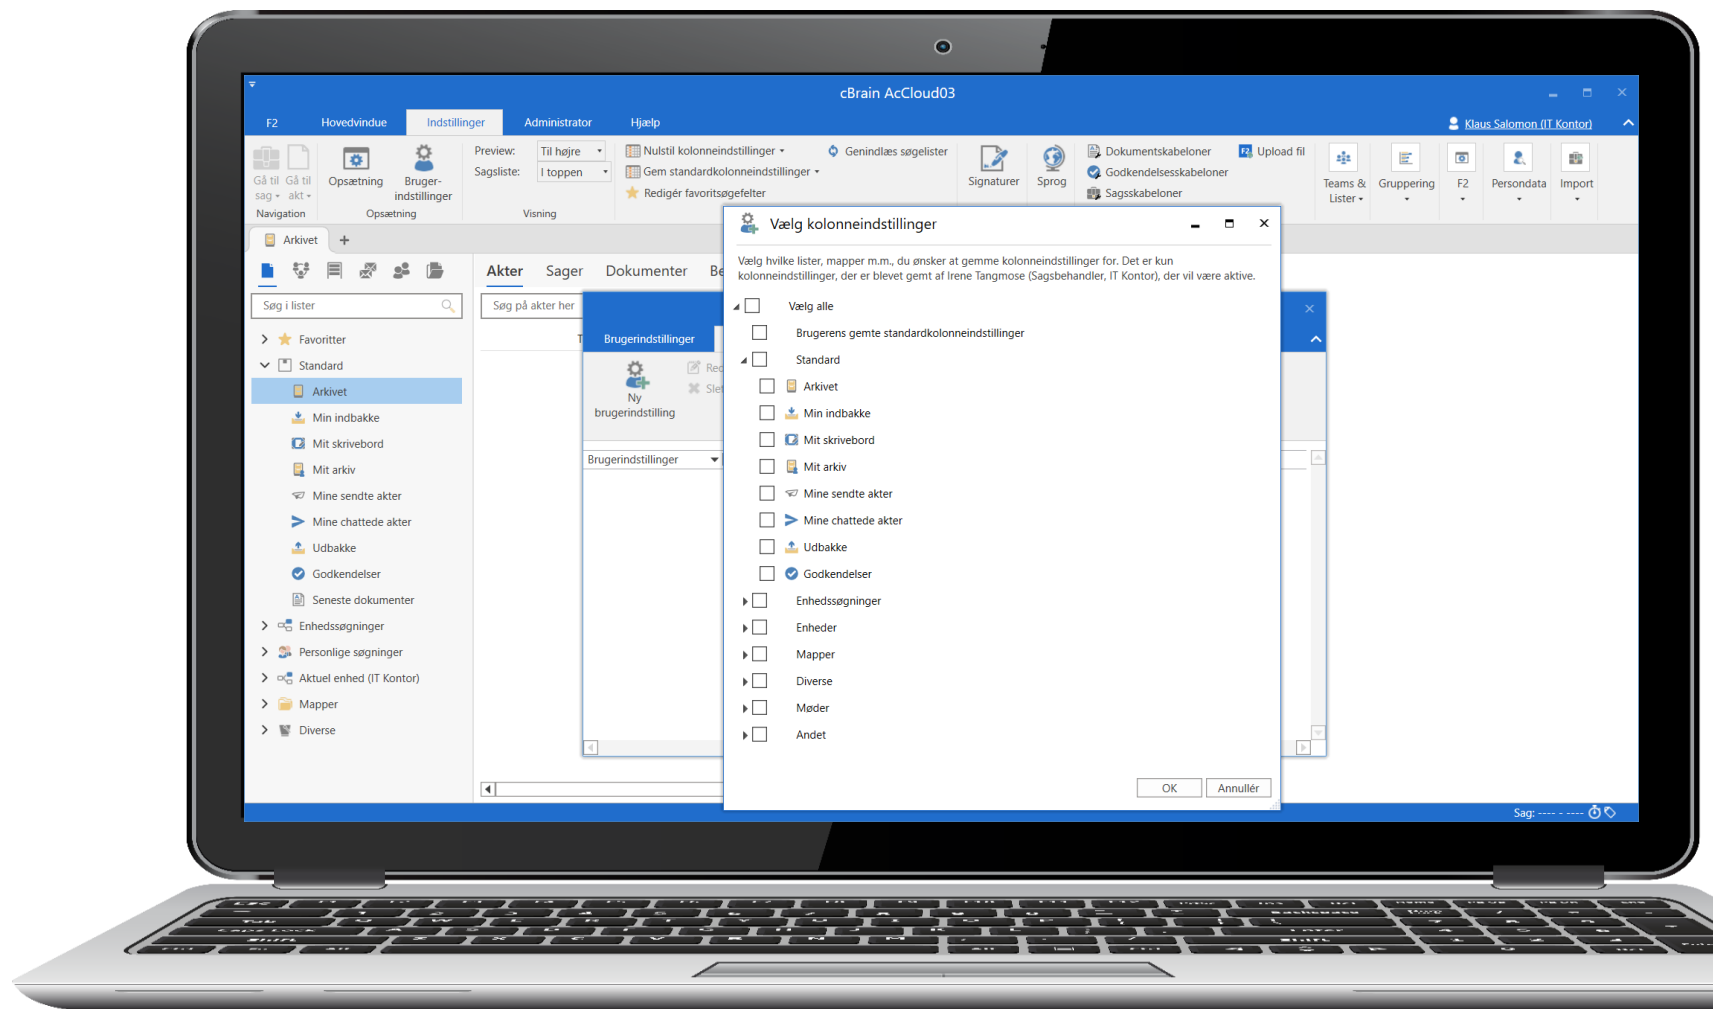 cBrain AcCloud03
F2 Hovedvindue Indstillinger Administrator Hjælp
Klaus Salomon (IT Kontor)
Gå til sag
Gå til akt
Navigation
Opsætning
Bruger-
indstillinger
Opsætning
Preview: Til højre
Sagsliste: I toppen
Visning
Nulstil kolonneindstillinger
Gem standardkolonneindstillinger
Redigér favoritsøgefelter
Genindlæs søgelister
Signaturer
Sprog
Dokumentskabeloner
Godkendelsesskabeloner
Sagsskabeloner
Upload fil
Teams &
Lister
Gruppering
F2
Persondata
Import
Arkivet
Akter Sager Dokumenter Be
Søg i lister
Søg på akter her
Favoritter
Standard
Arkivet
Min indbakke
Mit skrivebord
Mit arkiv
Mine sendte akter
Mine chattede akter
Udbakke
Godkendelser
Seneste dokumenter
Enhedssøgninger
Personlige søgninger
Aktuel enhed (IT Kontor)
Mapper
Diverse
T
Brugerindstillinger
Ny
brugerindstilling
Red
Slet
Brugerindstillinger
Vælg kolonneindstillinger
Vælg hvilke lister, mapper m.m., du ønsker at gemme kolonneindstillinger for. Det er kun
kolonneindstillinger, der er blevet gemt af Irene Tangmose (Sagsbehandler, IT Kontor), der vil være aktive.
Vælg alle
Brugerens gemte standardkolonneindstillinger
Standard
Arkivet
Min indbakke
Mit skrivebord
Mit arkiv
Mine sendte akter
Mine chattede akter
Udbakke
Godkendelser
Enhedssøgninger
Enheder
Mapper
Diverse
Møder
Andet
OK Annullér
Sag: ---- - ----